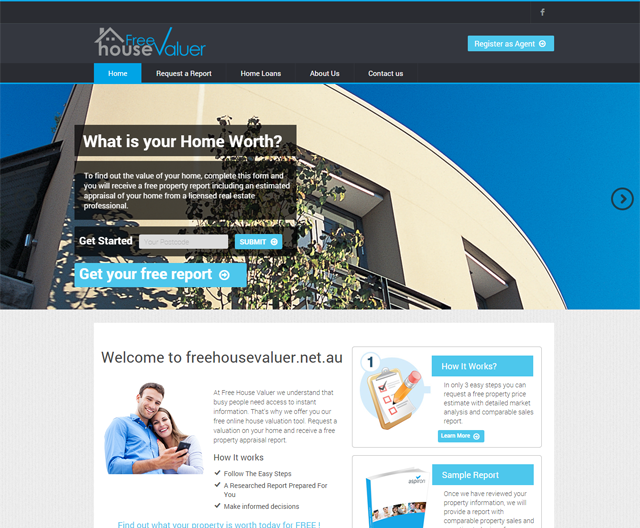 f
Free
house Valuer
Register as Agent
Home
Request a Report
Home Loans
About Us
Contact us
What is your Home Worth?
To find out the value of your home, complete this form and
you will receive a free property report including an estimated
appraisal of your home from a licensed real estate
professional.
Get Started
Your Postcode
SUBMIT
Get your free report
Welcome to freehousevaluer.net.au
At Free House Valuer we understand that
busy people need access to instant
information. That's why we offer you our
free online house valuation tool. Request a
valuation on your home and receive a free
property appraisal report.
How It works
Follow The Easy Steps
A Researched Report Prepared For
You
Make informed decisions
Find out what your property is worth today for FREE !
1
How It Works?
In only 3 easy steps you can
request a free property price
estimate with detailed market
analysis and comparable sales
report.
Learn More
aspiron
Sample Report
Once we have reviewed your
property information, we will
provide a report with
comparable property sales and